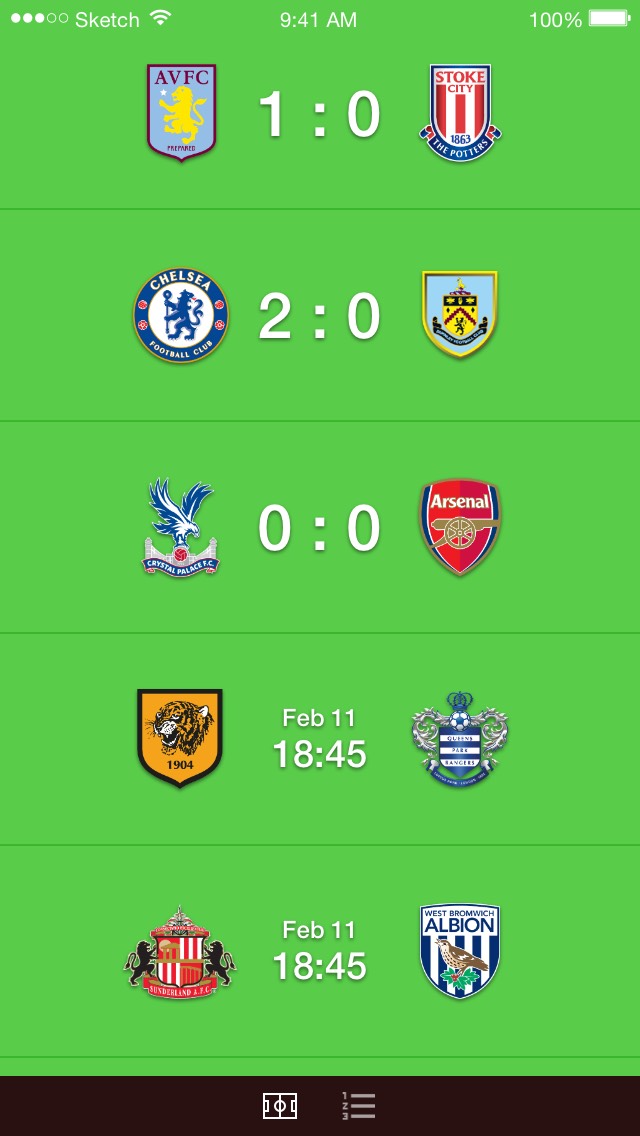 Sketch 9:41 AM 100%
AVFC
PREPARED
1 : 0
STOKE
CITY
1863
THE POTTERS
CHELSEA
FOOTBALL CLUB
2 : 0
0 : 0
CRYSTAL PALACE F.C.
Arsenal
1904
Feb 11
18:45
QUEENS
PARK
RANGERS
SUNDERLAND A.F.C.
Feb 11
18:45
WEST BROMWICH
ALBION
1
2
3